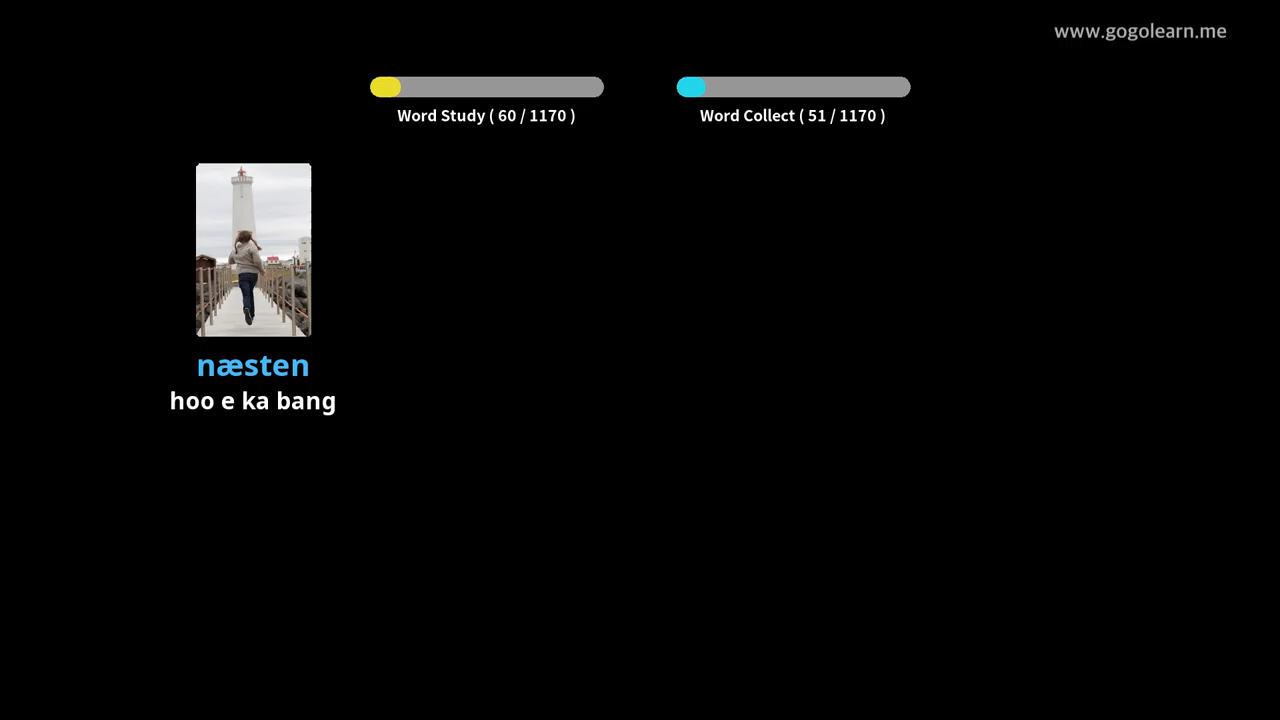 www.gogolearn.me
Word Study ( 60 / 1170 )
Word Collect ( 51 / 1170 )
næsten
hoo e ka bang